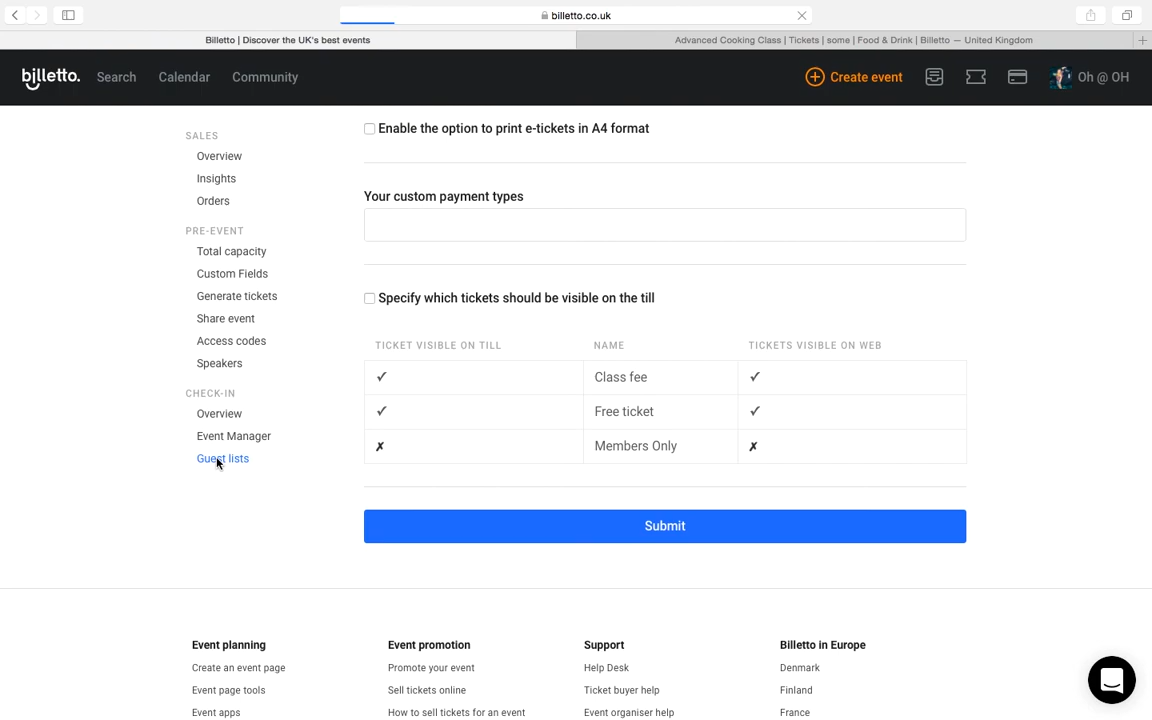 billetto.co.uk
Billetto | Discover the UK's best events
Advanced Cooking Class | Tickets | some | Food & Drink | Billetto — United Kingdom
billetto.
Search
Calendar
Community
Create event
Oh @ OH
SALES
Overview
Insights
Orders
PRE-EVENT
Total capacity
Custom Fields
Generate tickets
Share event
Access codes
Speakers
CHECK-IN
Overview
Event Manager
Guest lists
Enable the option to print e-tickets in A4 format
Your custom payment types
Specify which tickets should be visible on the till
TICKET VISIBLE ON TILL NAME TICKETS VISIBLE ON WEB
✓ Class fee ✓
✓ Free ticket ✓
✗ Members Only ✗
Submit
Event planning
Create an event page
Event page tools
Event apps
Event promotion
Promote your event
Sell tickets online
How to sell tickets for an event
Support
Help Desk
Ticket buyer help
Event organiser help
Billetto in Europe
Denmark
Finland
France